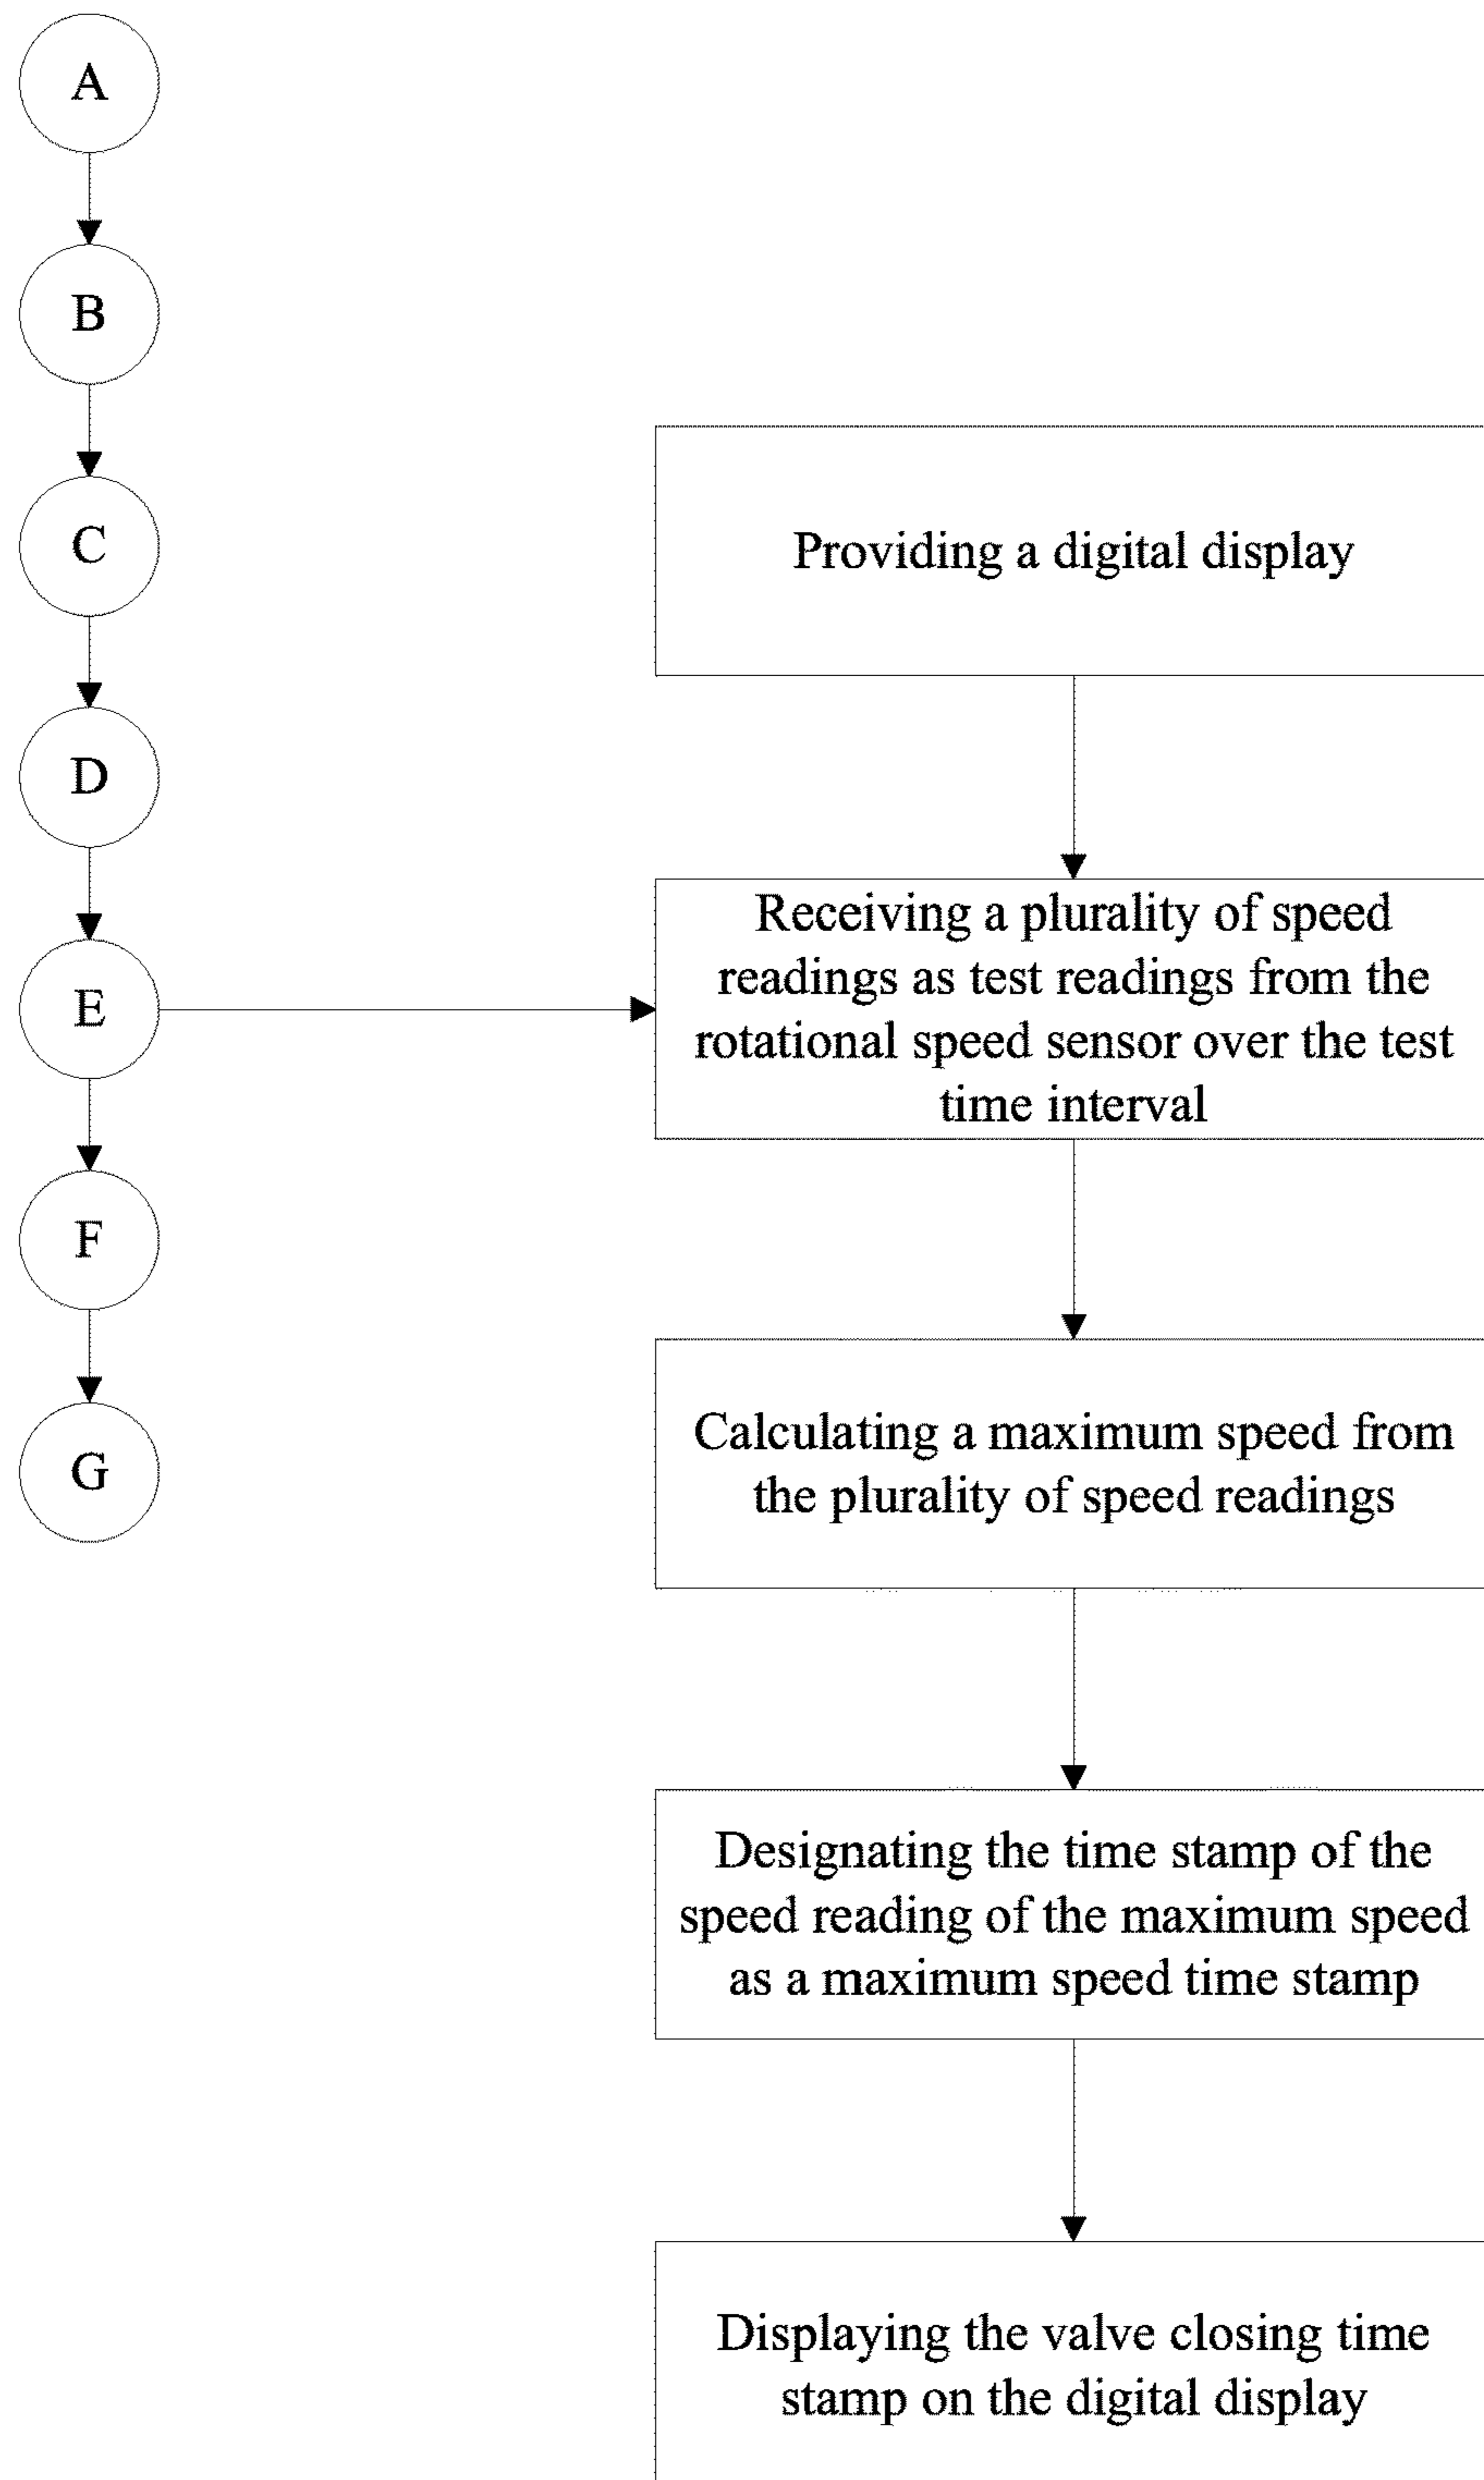 A
B
C
D
E
F
G
Providing a digital display
Receiving a plurality of speed
readings as test readings from the
rotational speed sensor over the test
time interval
Calculating a maximum speed from
the plurality of speed readings
Designating the time stamp of the
speed reading of the maximum speed
as a maximum speed time stamp
Displaying the valve closing time
stamp on the digital display